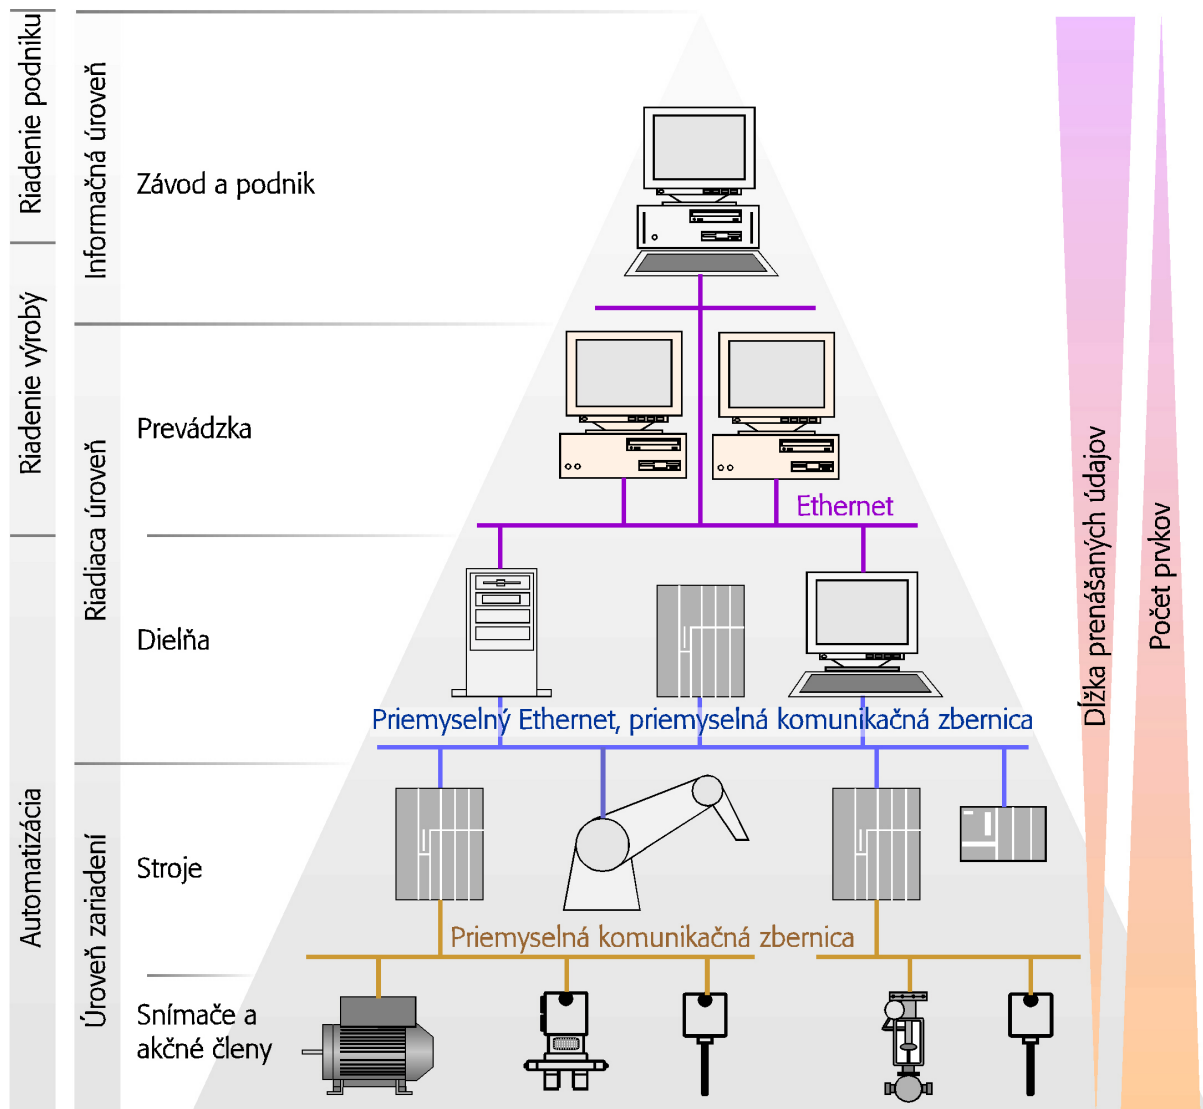 Riadenie podniku
Riadenie výroby
Automatizácia
Informačná úroveň
Riadiaca úroveň
Úroveň zariadení
Závod a podnik
Prevádzka
Ethernet
Dielňa
Priemyselný Ethernet, priemyselná komunikačná zbernica
Stroje
Priemyselná komunikačná zbernica
Snímače a
akčné členy
Dĺžka prenášaných údajov
Počet prvkov